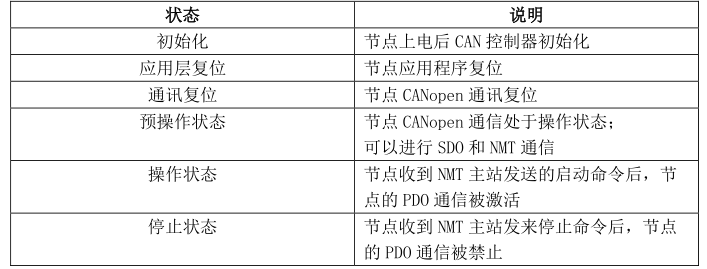 状态 说明
初始化 节点上电后 CAN 控制器初始化
应用层复位 节点应用程序复位
通讯复位 节点 CANopen 通讯复位
预操作状态 节点 CANopen 通信处于操作状态；
可以进行 SDO 和 NMT 通信
操作状态 节点收到 NMT 主站发送的启动命令后，节
点的 PDO 通信被激活
停止状态 节点收到 NMT 主站发来停止命令后，节点
的 PDO 通信被禁止